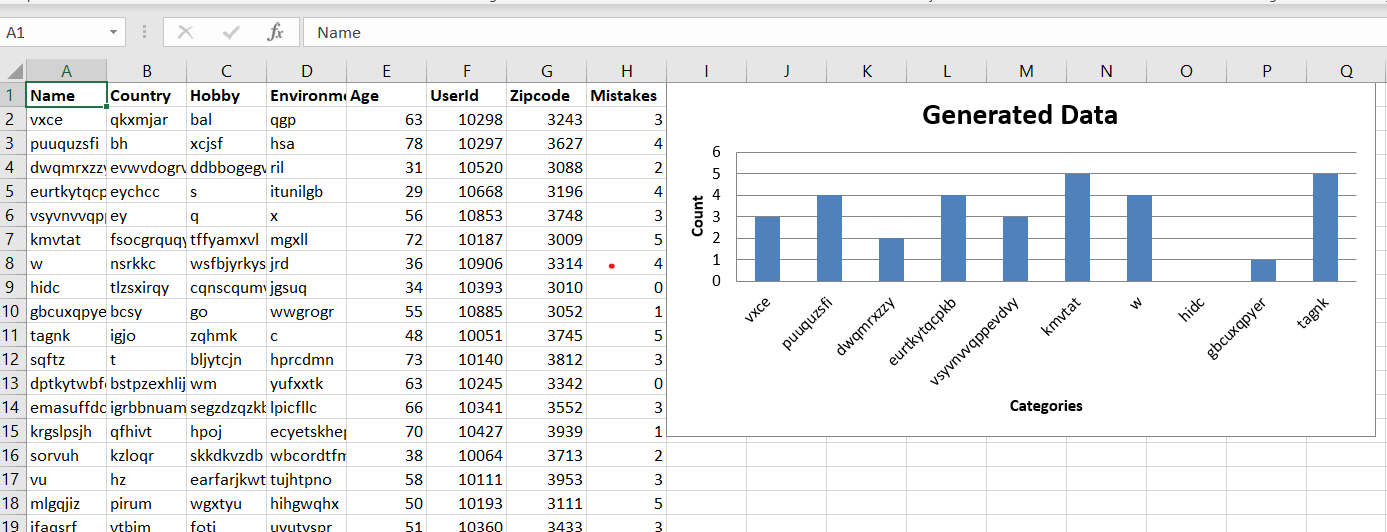 A1 fx Name
A B C D E F G H I J K L M N O P Q
1 Name Country Hobby Environm Age UserId Zipcode Mistakes
2 vxce qkxmjar bal qgp 63 10298 3243 3
3 puuquzsfi bh xcjsf hsa 78 10297 3627 4
4 dwqmrxzzy evwvdogrv ddbbogegv ril 31 10520 3088 2
5 eurtkytqcp eychcc s itunilgb 29 10668 3196 4
6 vsyvnvvqpp ey q x 56 10853 3748 3
7 kmvtat fsocgrquqy tffyamxvl mgxll 72 10187 3009 5
8 w nsrkkc wsfbjyrkys jrd 36 10906 3314 4
9 hidc tlzsxirqy cqnscqumv jgsuq 34 10393 3010 0
10 gbcuxqpye bcsy go wwgrogr 55 10885 3052 1
11 tagnk igjo zqhmk c 48 10051 3745 5
12 sqftz t bljytcjn hprcdmn 73 10140 3812 3
13 dptkytwbf bstpzexhlij wm yufxxtk 63 10245 3342 0
14 emasuffdc igrbbnuam segzdzqzkb lpicfllc 66 10341 3552 3
15 krgslpsjh qfhivt hpoj ecyetskhe 70 10427 3939 1
16 sorvuh kzloqr skkdkvzdb wbcordtfm 38 10064 3713 2
17 vu hz earfarjkwt tujhtpno 58 10111 3953 3
18 mlgqjiz pirum wgxtyu hihgwqhx 50 10193 3111 5
19 ifaqsrf vtbim foti uvutvspr 51 10360 3433 3
Generated Data
Count
6
5
4
3
2
1
0
vxce puuquzsfi dwqmrxzzy eurtkytqcpkb vsyvnvvqppevdvy kmvtat w hidc gbcuxqpyer tagnk
Categories